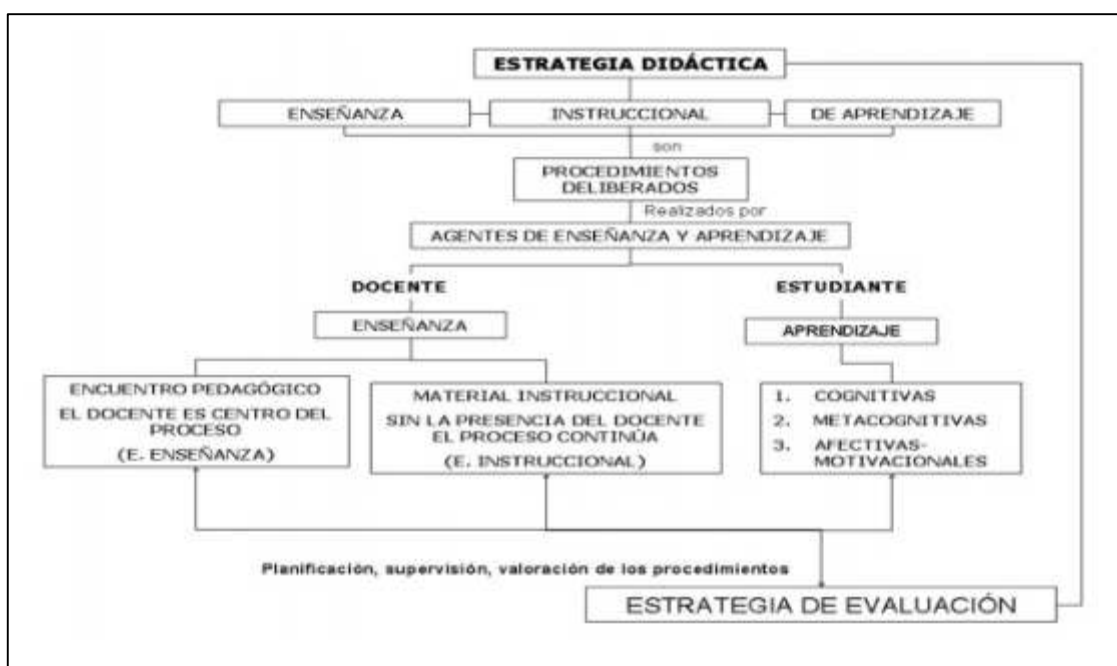 ESTRATEGIA DIDÁCTICA
ENSEÑANZA
INSTRUCCIONAL
DE APRENDIZAJE
son
PROCEDIMIENTOS
DELIBERADOS
Realizados por
AGENTES DE ENSEÑANZA Y APRENDIZAJE
DOCENTE
ESTUDIANTE
ENSEÑANZA
APRENDIZAJE
ENCUENTRO PEDAGÓGICO
EL DOCENTE ES CENTRO DEL
PROCESO
(E. ENSEÑANZA)
MATERIAL INSTRUCCIONAL
SIN LA PRESENCIA DEL DOCENTE
EL PROCESO CONTINÚA
(E. INSTRUCCIONAL)
1. COGNITIVAS
2. METACOGNITIVAS
3. AFECTIVAS-
MOTIVACIONALES
Planificación, supervisión, valoración de los procedimientos
ESTRATEGIA DE EVALUACIÓN